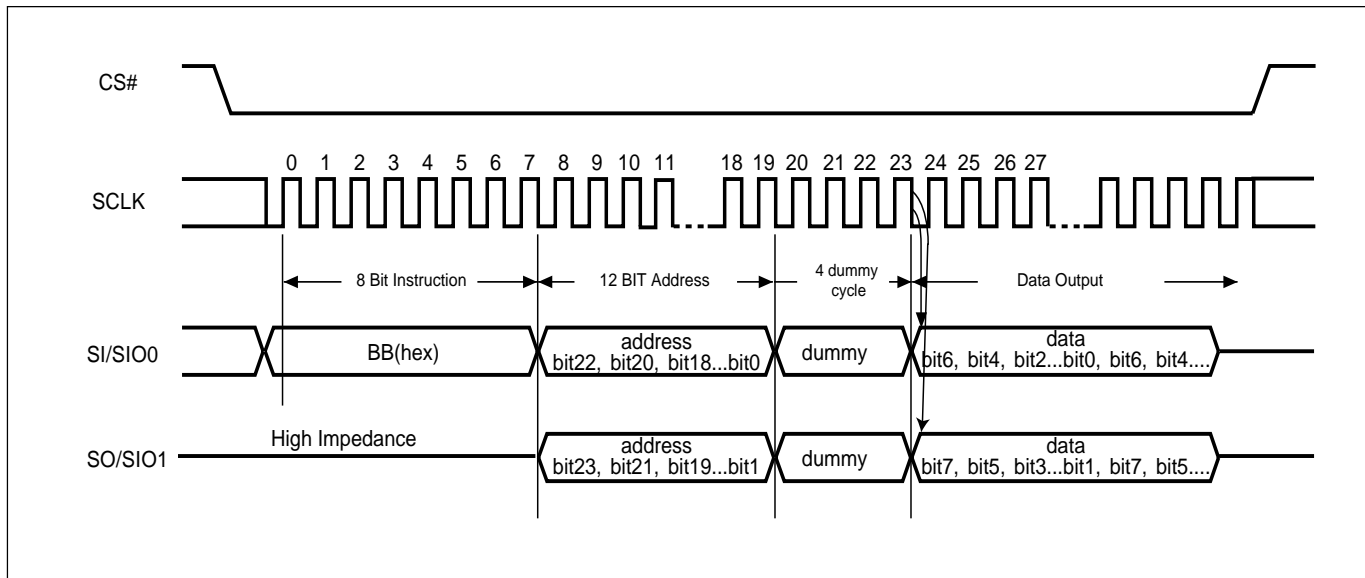 CS#
0 1 2 3 4 5 6 7 8 9 10 11 18 19 20 21 22 23 24 25 26 27
SCLK
8 Bit Instruction
12 BIT Address
4 dummy
cycle
Data Output
SI/SIO0
BB(hex)
address
bit22, bit20, bit18...bit0
dummy
data
bit6, bit4, bit2...bit0, bit6, bit4....
SO/SIO1
High Impedance
address
bit23, bit21, bit19...bit1
dummy
data
bit7, bit5, bit3...bit1, bit7, bit5....